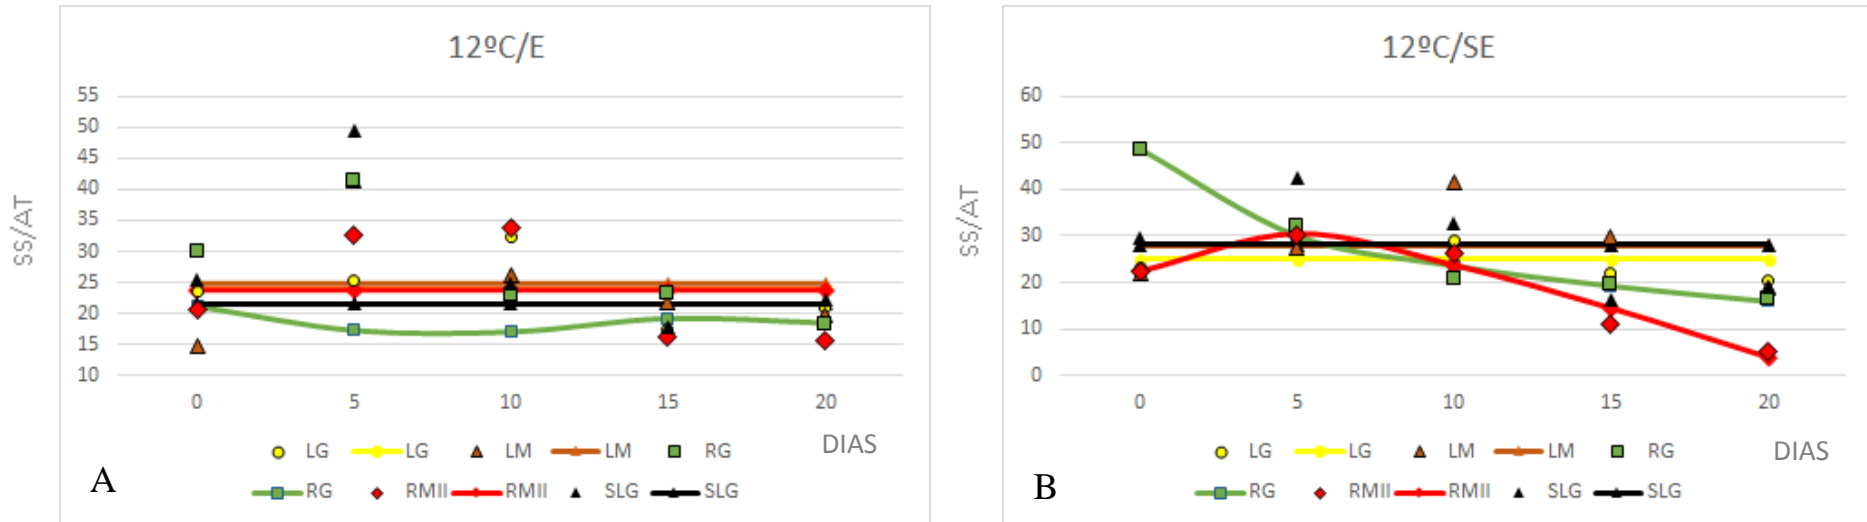 12ºC/E
55
50
45
40
35
30
25
20
15
10
SS/AT
0 5 10 15 20
DIAS
LG LG LM LM RG
RG RMII RMII SLG SLG
A
12ºC/SE
60
50
40
30
20
10
0
SS/AT
0 5 10 15 20
DIAS
LG LG LM LM RG
RG RMII RMII SLG SLG
B